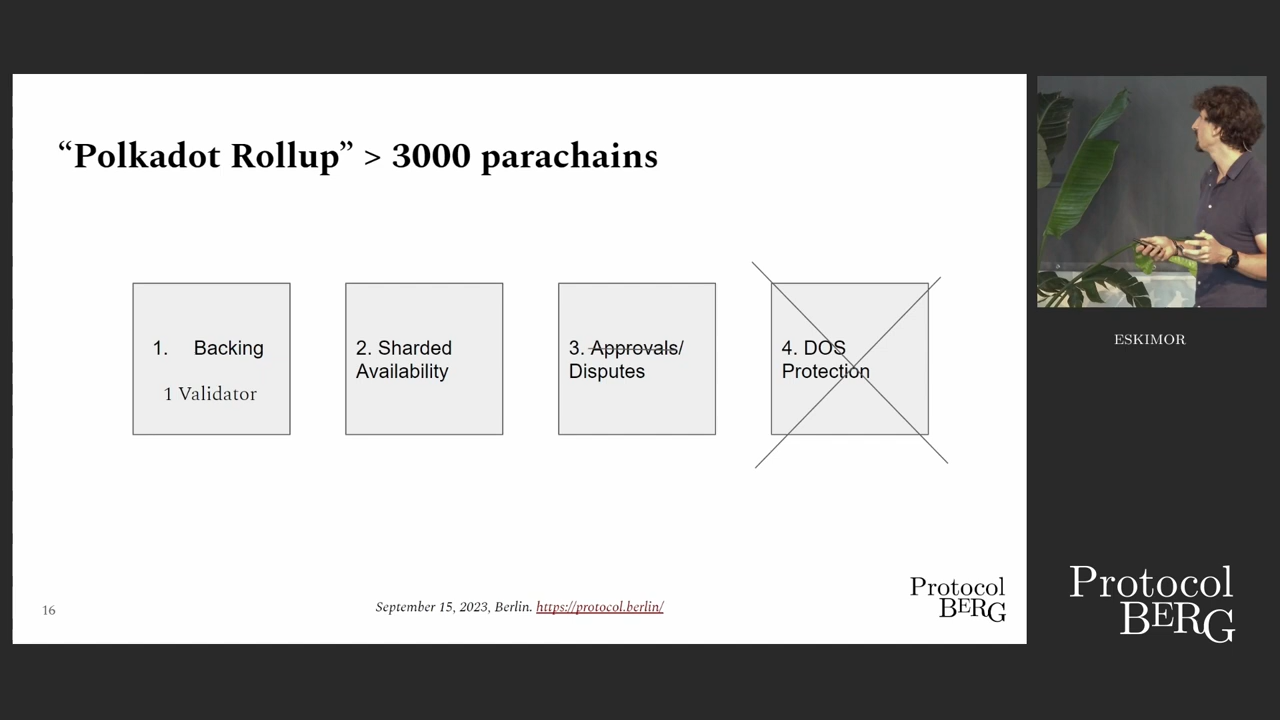 “Polkadot Rollup” > 3000 parachains
1. Backing
1 Validator
2. Sharded
Availability
3. Approvals/
Disputes
4. DOS
Protection
16
September 15, 2023, Berlin. https://protocol.berlin/
Protocol
BERG
ESKIMOR
Protocol
BERG